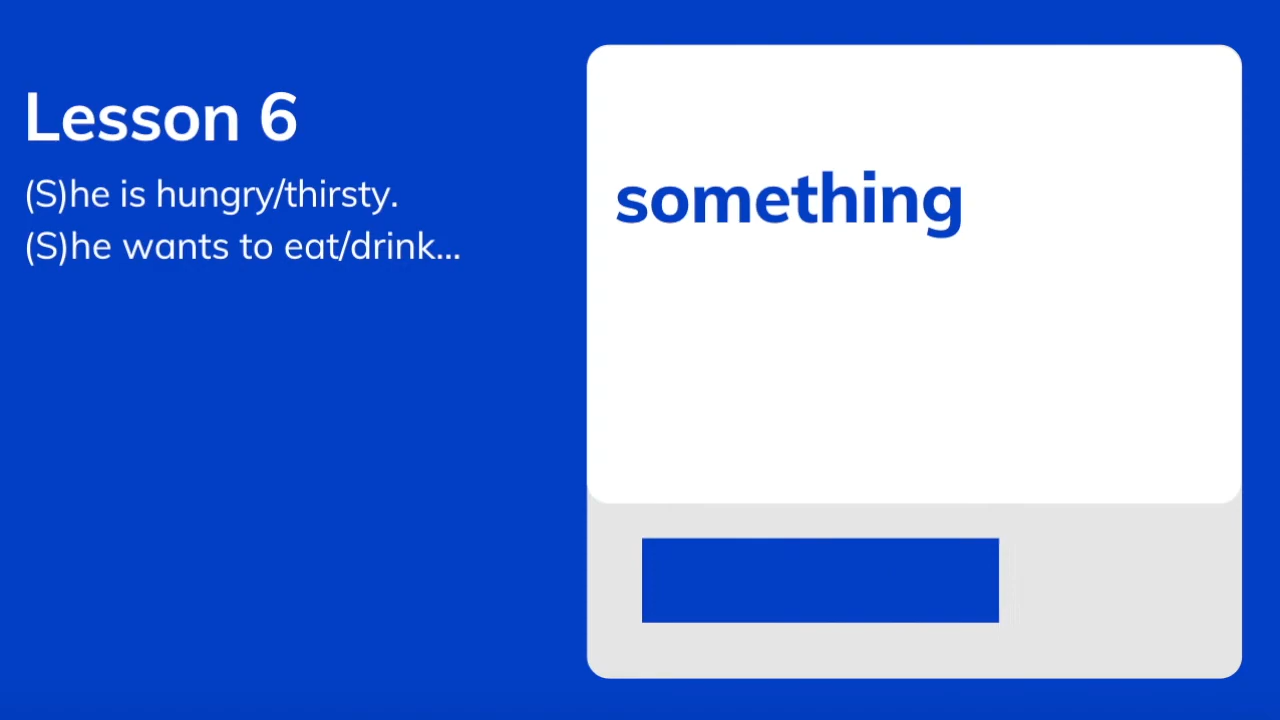 Lesson 6
(S)he is hungry/thirsty.
(S)he wants to eat/drink...
something